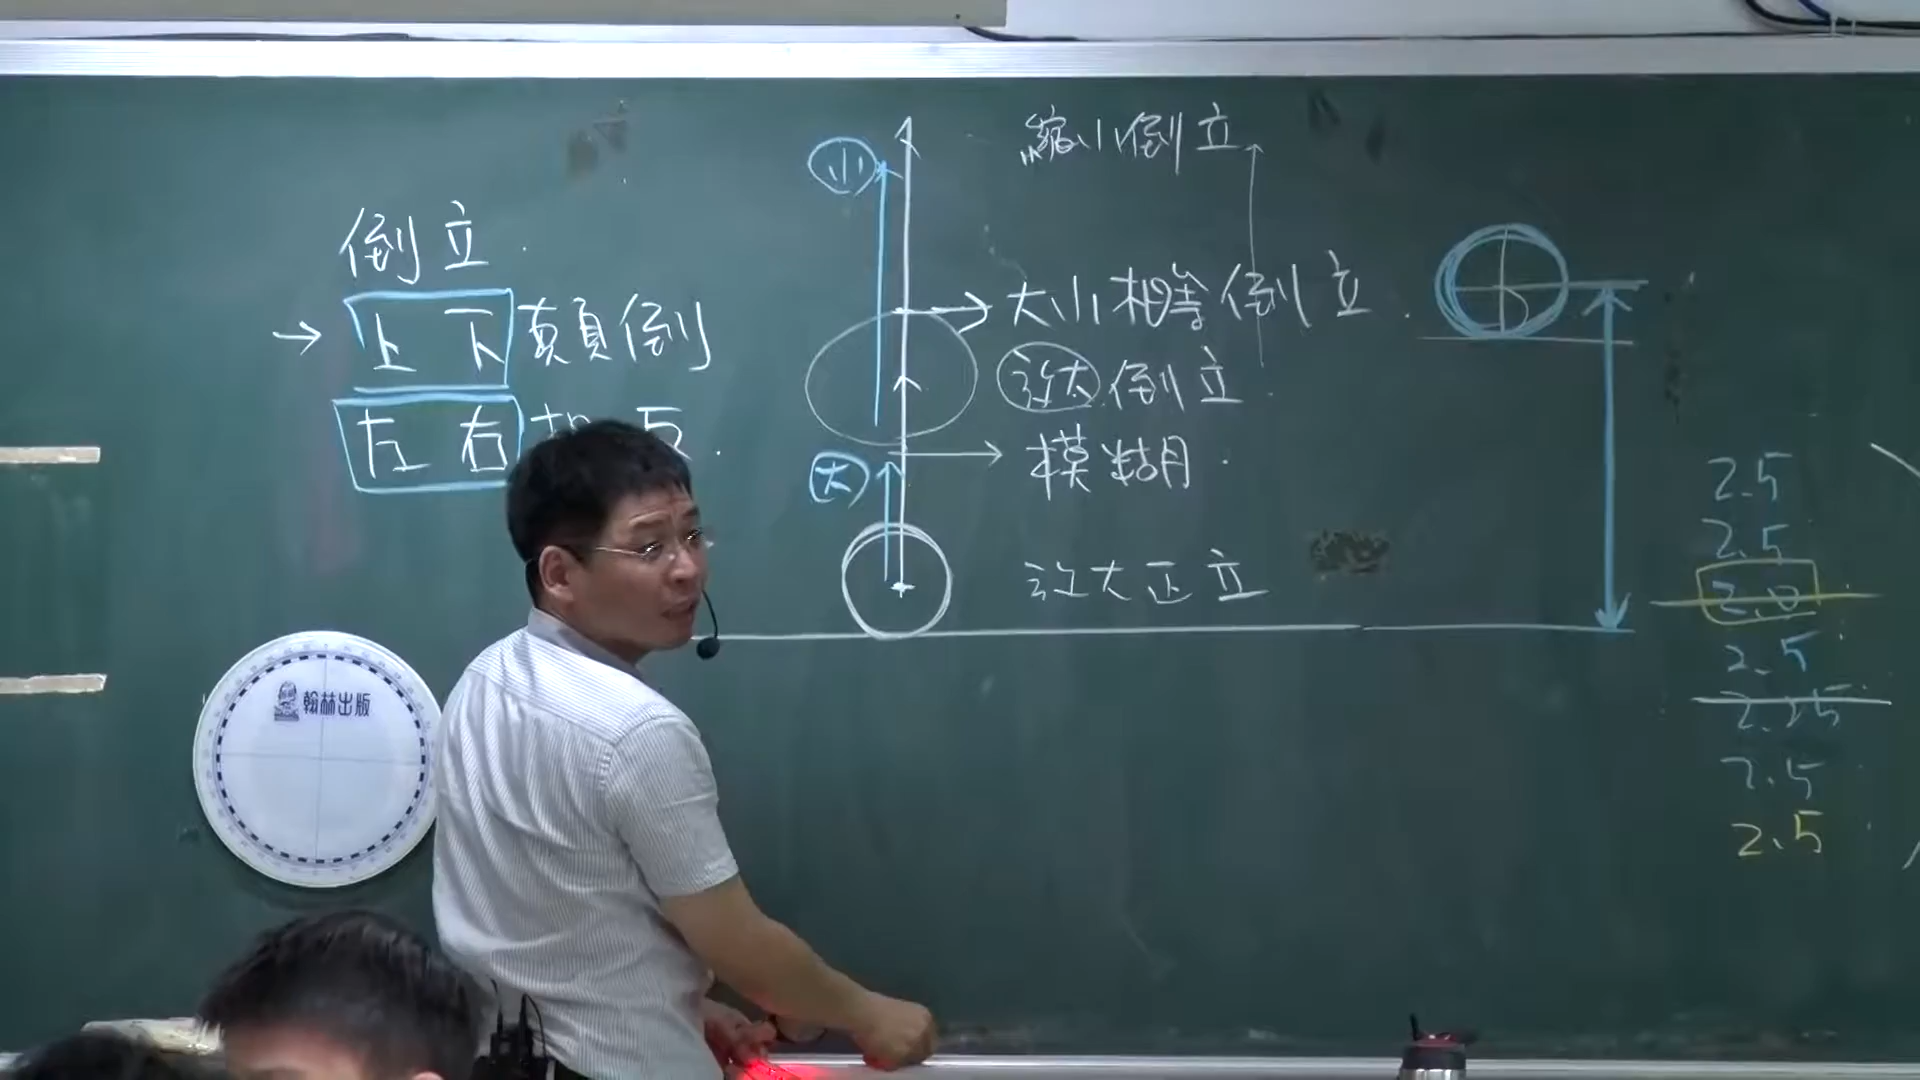 倒立.
→ 上下顛倒
左右相反.
小
大
縮小倒立
大小相等倒立.
放大倒立.
模糊.
放大正立
翰林出版
2.5
2.5
2.0
2.5
2.25
2.5
2.5